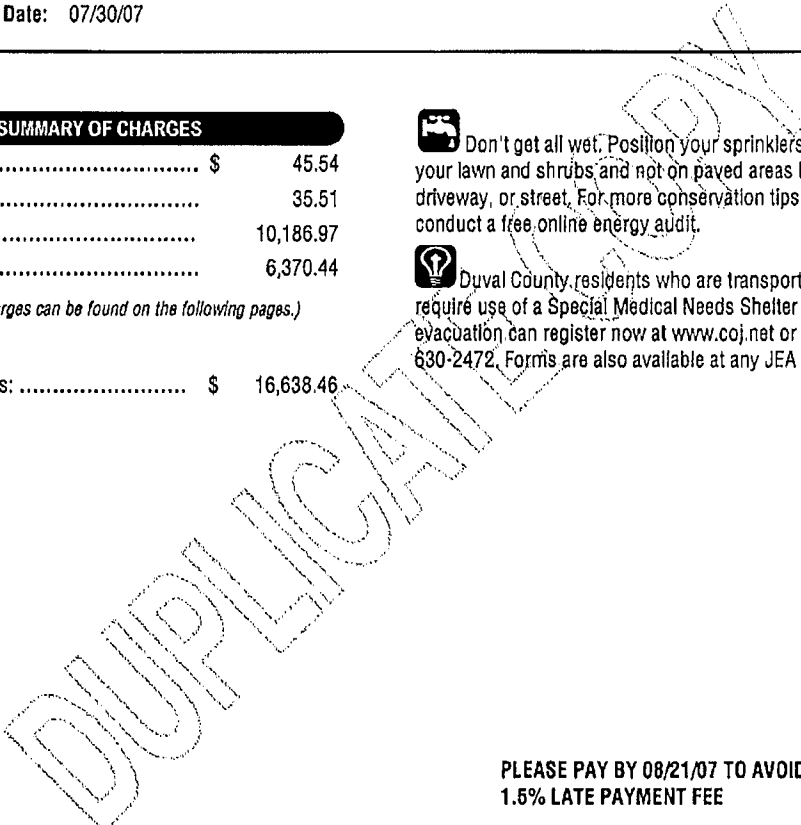 Date: 07/30/07
SUMMARY OF CHARGES
............................. $ 45.54
............................. 35.51
............................. 10,186.97
............................. 6,370.44
rges can be found on the following pages.)
s: ......................... $ 16,638.46
Don't get all wet. Position your sprinklers
your lawn and shrubs and not on paved areas
driveway, or street. For more conservation tips
conduct a free online energy audit.
Duval County residents who are transport
require use of a Special Medical Needs Shelter
evacuation can register now at www.coj.net or
630-2472. Forms are also available at any JEA
DUPLICATE COPY
PLEASE PAY BY 08/21/07 TO AVOID
1.5% LATE PAYMENT FEE